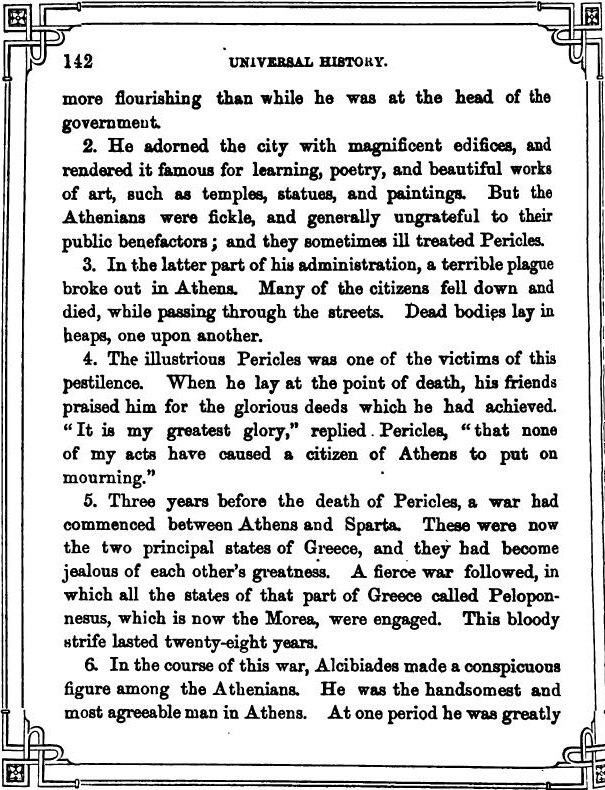 142 UNIVERSAL HISTORY.
more flourishing than while he was at the head of the
government.
2. He adorned the city with magnificent edifices, and
rendered it famous for learning, poetry, and beautiful works
of art, such as temples, statues, and paintings. But the
Athenians were fickle, and generally ungrateful to their
public benefactors; and they sometimes ill treated Pericles.
3. In the latter part of his administration, a terrible plague
broke out in Athens. Many of the citizens fell down and
died, while passing through the streets. Dead bodies lay in
heaps, one upon another.
4. The illustrious Pericles was one of the victims of this
pestilence. When he lay at the point of death, his friends
praised him for the glorious deeds which he had achieved.
"It is my greatest glory," replied Pericles, "that none
of my acts have caused a citizen of Athens to put on
mourning."
5. Three years before the death of Pericles, a war had
commenced between Athens and Sparta. These were now
the two principal states of Greece, and they had become
jealous of each other's greatness. A fierce war followed, in
which all the states of that part of Greece called Pelopon-
nesus, which is now the Morea, were engaged. This bloody
strife lasted twenty-eight years.
6. In the course of this war, Alcibiades made a conspicuous
figure among the Athenians. He was the handsomest and
most agreeable man in Athens. At one period he was greatly